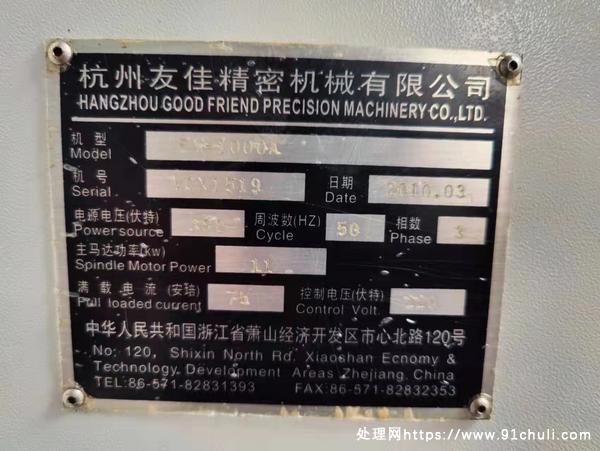 杭州友佳精密机械有限公司
HANGZHOU GOOD FRIEND PRECISION MACHINERY CO.,LTD.
机型
Model
机号 日期 2010.03
Serial Date
电源电压(伏特) 周波数(HZ) 50 相数 3
Power source Cycle Phase
主马达功率(kw) 11
Spindle Motor Power
满载电流(安培) 控制电压(伏特)
Full loaded current Control Volt.
中华人民共和国浙江省萧山经济开发区市心北路120号
No: 120, Shixin North Rd. Xiaoshan Ecnomy &
Technology. Development Areas Zhejiang. China
TEL:86-571-82831393 FAX:86-571-82832353
处理网https://www.91chuli.com/